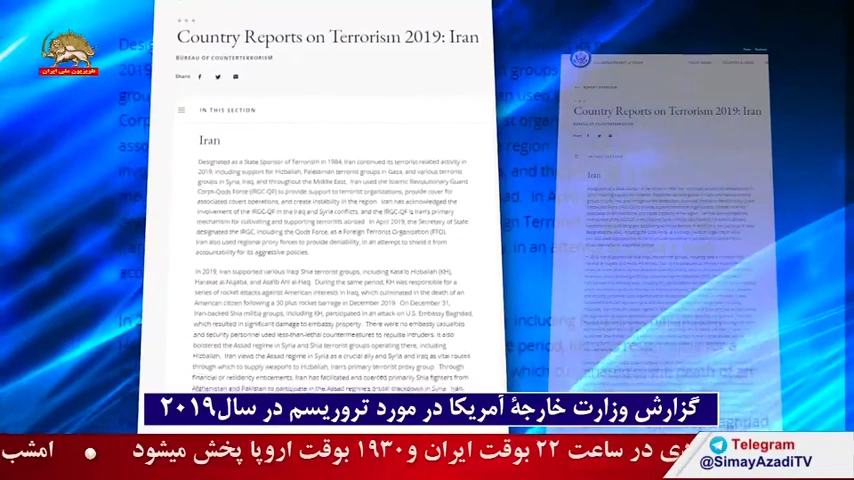 تلویزیون ملی ایران
Country Reports on Terrorism 2019: Iran
BUREAU OF COUNTERTERRORISM
Share
IN THIS SECTION
Iran
Designated as a State Sponsor of Terrorism in 1984, Iran continued its terrorist-related activity in
2019, including support for Hizballah, Palestinian terrorist groups in Gaza, and various terrorist
groups in Syria, Iraq, and throughout the Middle East. Iran used the Islamic Revolutionary Guard
Corps-Qods Force (IRGC-QF) to provide support to terrorist organizations, provide cover for
associated covert operations, and create instability in the region. Iran has acknowledged the
involvement of the IRGC-QF in the Iraq and Syria conflicts, and the IRGC-QF is Iran's primary
mechanism for cultivating and supporting terrorists abroad. In April 2019, the Secretary of State
designated the IRGC, including the Qods Force, as a Foreign Terrorist Organization (FTO).
Iran also used regional proxy forces to provide deniability, in an attempt to shield it from
accountability for its aggressive policies.
In 2019, Iran supported various Iraqi Shia terrorist groups, including Kata'ib Hizballah (KH),
Harakat al-Nujaba, and Asa'ib Ahl al-Haq. During the same period, KH was responsible for a
series of rocket attacks against American interests in Iraq, which culminated in the death of an
American citizen following a 30 plus rocket barrage in December 2019. On December 31,
Iran-backed Shia militia groups, including KH, participated in an attack on U.S. Embassy Baghdad,
which resulted in significant damage to embassy property. There were no embassy casualties
and security personnel used less-than-lethal countermeasures to repulse intruders. It also
bolstered the Assad regime in Syria and Shia terrorist groups operating there, including
Hizballah. Iran views the Assad regime in Syria as a crucial ally and Syria and Iraq as vital routes
through which to supply weapons to Hizballah, Iran's primary terrorist proxy group. Through
financial or residency enticements, Iran has facilitated and coerced primarily Shia fighters from
Afghanistan and Pakistan to participate in the Assad regime's brutal crackdown in Syria. Iran
Country Reports on Terrorism 2019: Iran
Iran
گزارش وزارت خارجهٔ آمریکا در مورد تروریسم در سال۲۰۱۹
ی در ساعت ۲۲ بوقت ایران و۱۹۳۰ بوقت اروپا پخش میشود • امشب
Telegram
@SimayAzadiTV